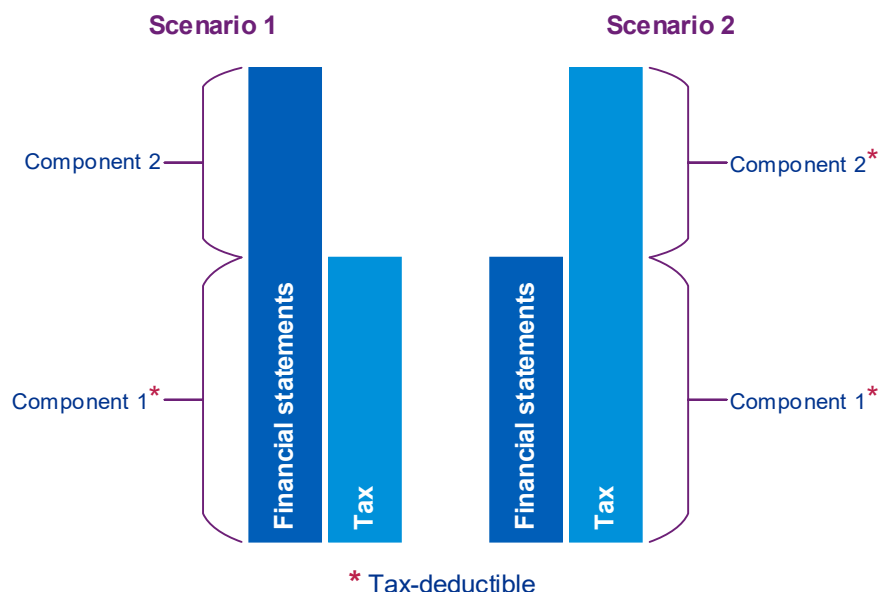 Scenario 1
Scenario 2
Component 2
Component 2*
Financial statements
Tax
Financial statements
Tax
Component 1*
Component 1*
* Tax-deductible